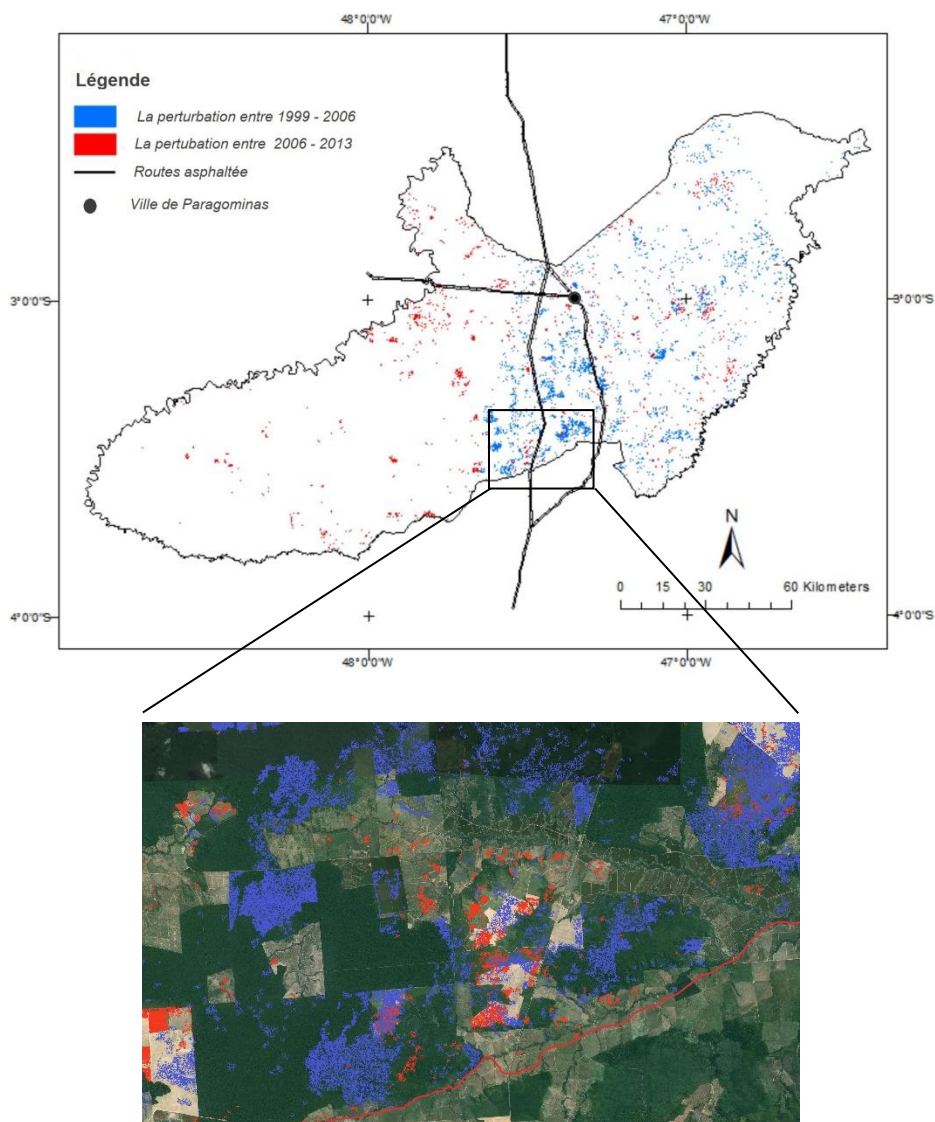 48°0'0"W 47°0'0"W
Légende
La perturbation entre 1999 - 2006
La pertubation entre 2006 - 2013
Routes asphaltée
Ville de Paragominas
3°0'0"S 3°0'0"S
N
0 15 30 60 Kilometers
4°0'0"S 4°0'0"S
48°0'0"W 47°0'0"W